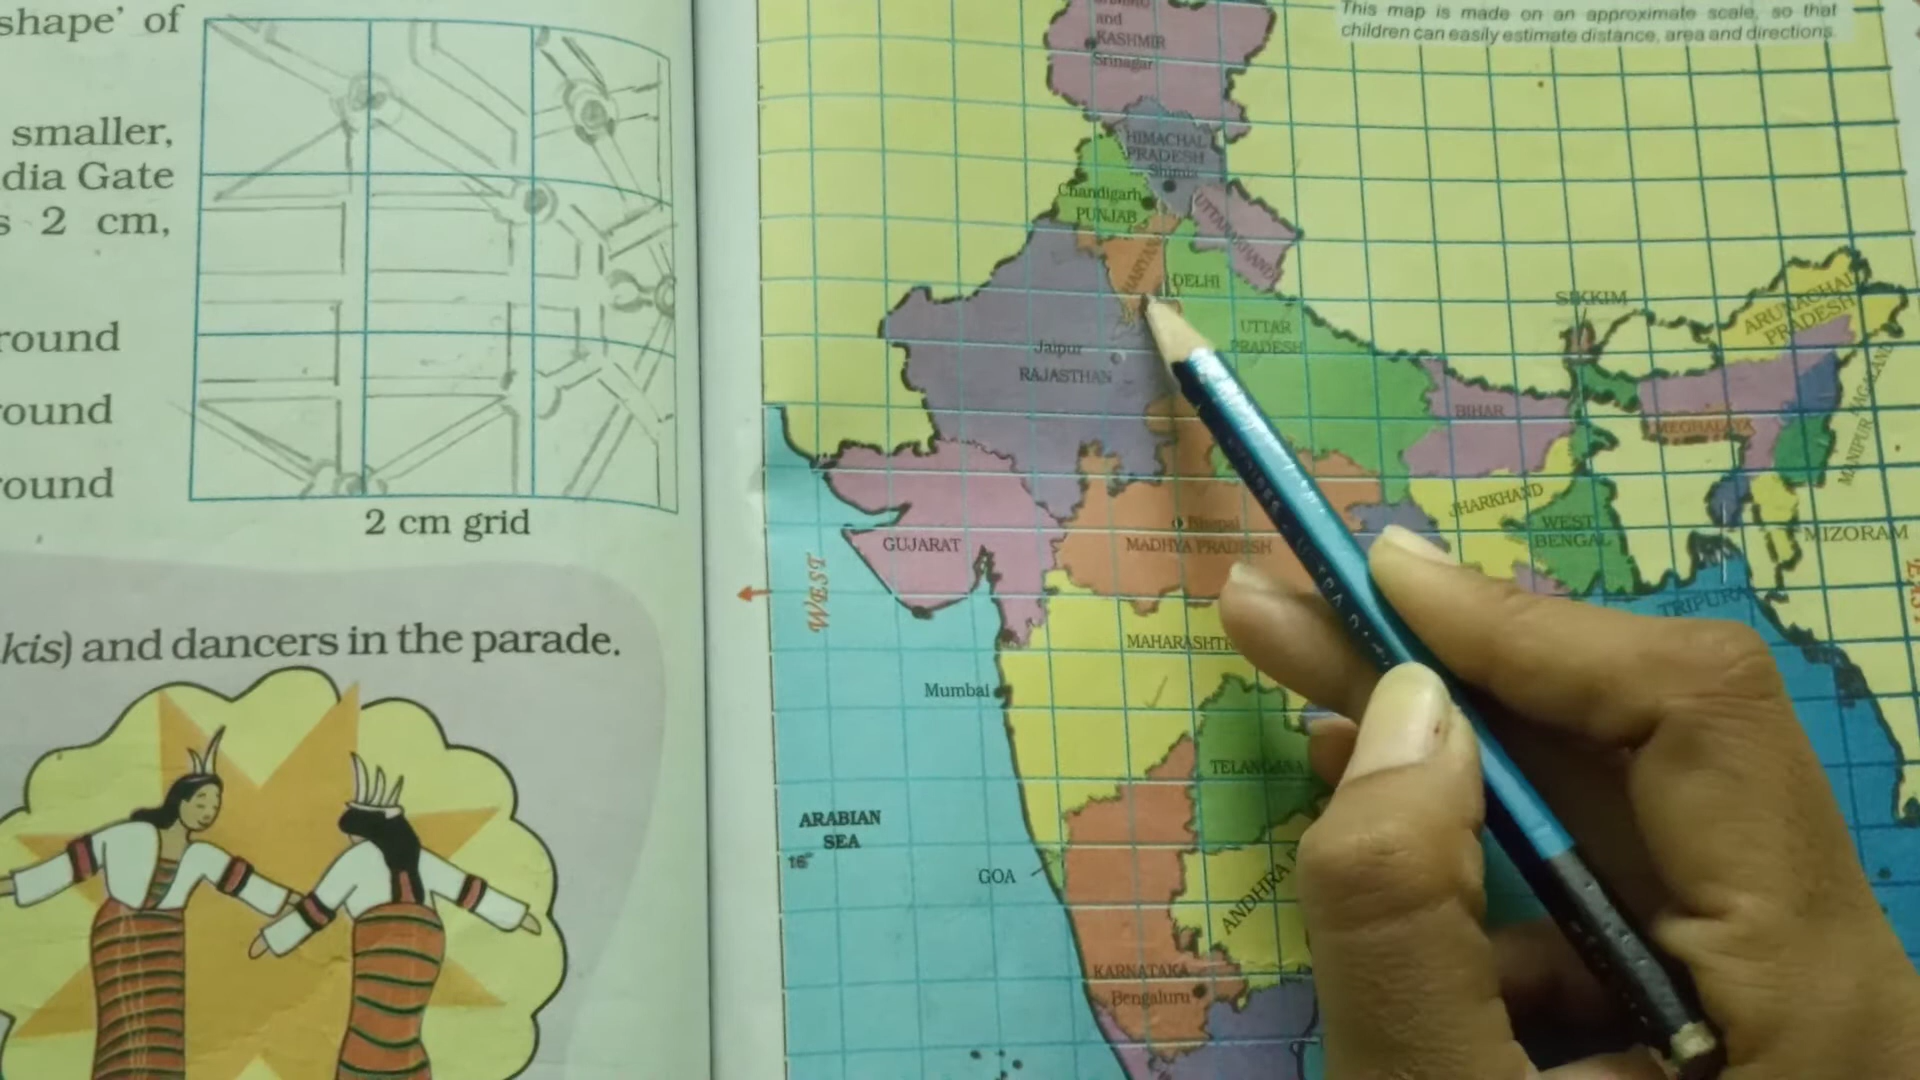 shape’ of
smaller,
dia Gate
s 2 cm,
round
round
round
2 cm grid
kis) and dancers in the parade.
This map is made on an approximate scale, so that
children can easily estimate distance, area and directions.
and
KASHMIR
Srinagar
HIMACHAL
PRADESH
Shimla
Chandigarh
PUNJAB
UTTARAKHAND
HARYANA
DELHI
UTTAR
PRADESH
Jaipur
RAJASTHAN
SIKKIM
ARUNACHAL
PRADESH
BIHAR
MEGHALAYA
NAGALAND
MANIPUR
JHARKHAND
WEST
BENGAL
MIZORAM
TRIPURA
GUJARAT
Bhopal
MADHYA PRADESH
WEST
MAHARASHTR
Mumbai
TELANGANA
ARABIAN
SEA
16°
GOA
ANDHRA
KARNATAKA
Bengaluru